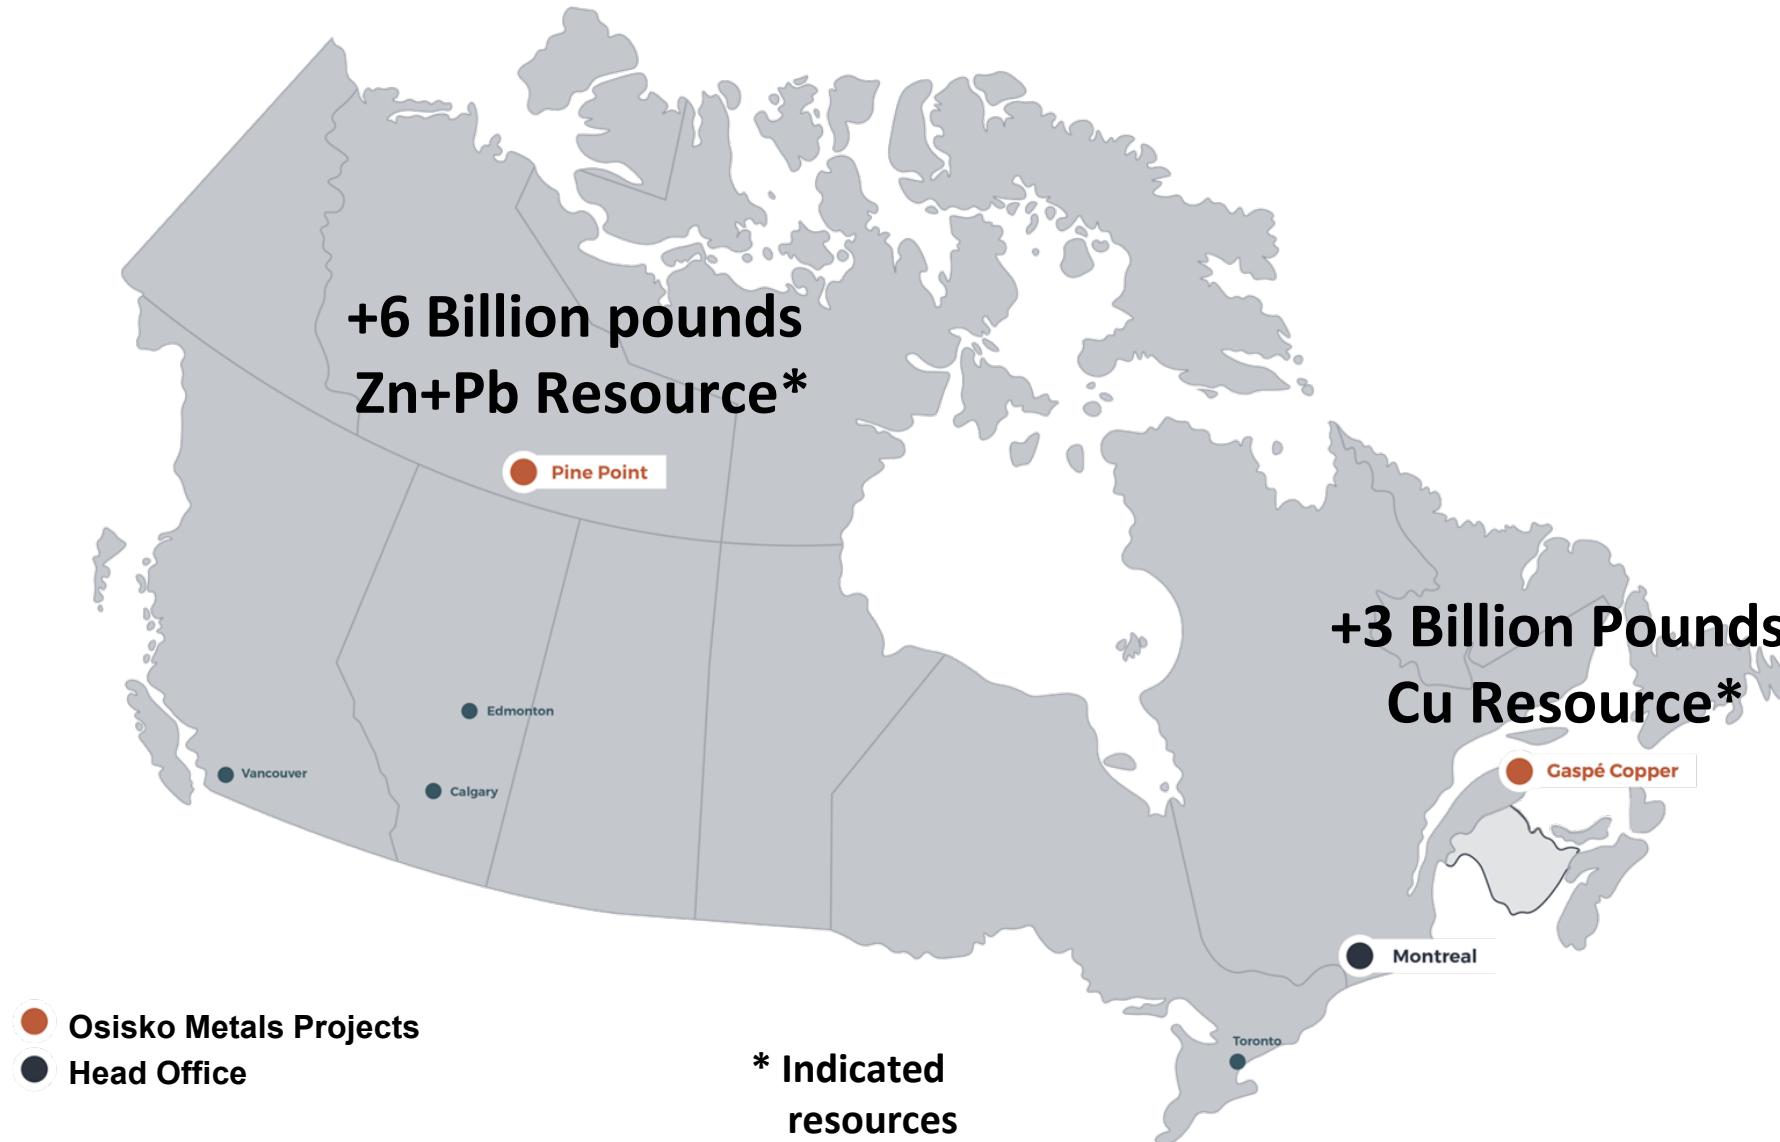 +6 Billion pounds
Zn+Pb Resource*
Pine Point
+3 Billion Pounds
Cu Resource*
Edmonton
Vancouver
Calgary
Gaspé Copper
Montreal
Osisko Metals Projects
Head Office
Toronto
* Indicated
resources